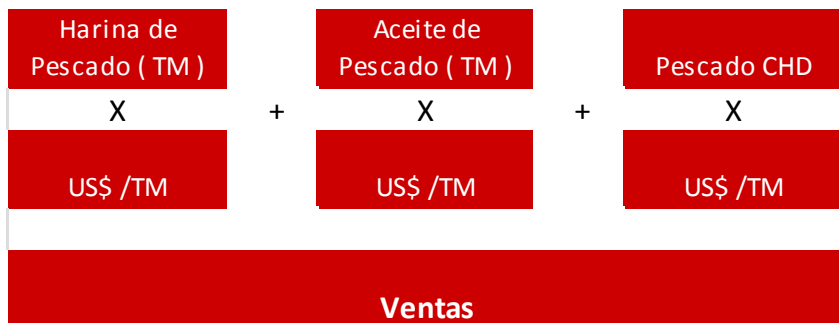 Harina de
Pescado ( TM )
Aceite de
Pescado ( TM )
Pescado CHD
X + X + X
US$ /TM
US$ /TM
US$ /TM
Ventas